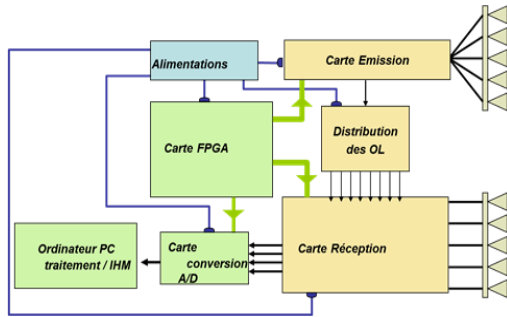 Alimentations
Carte Emission
Carte FPGA
Distribution
des OL
Ordinateur PC
traitement / IHM
Carte
conversion
A/D
Carte Réception